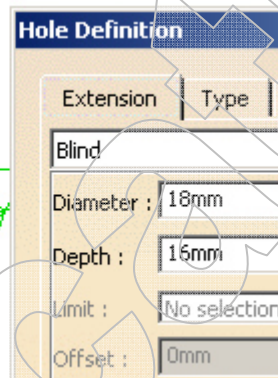 Hole Definition
Extension Type
Blind
Diameter : 18mm
Depth : 16mm
Limit : No selection
Offset : 0mm